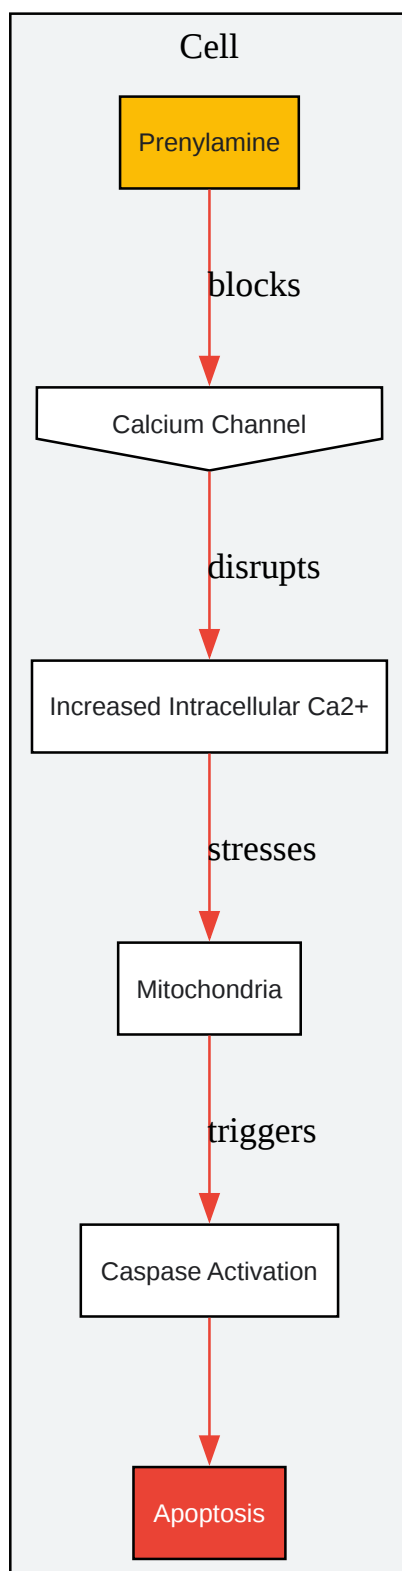 Cell
Prenylamine
blocks
Calcium Channel
disrupts
Increased Intracellular Ca2+
stresses
Mitochondria
triggers
Caspase Activation
Apoptosis